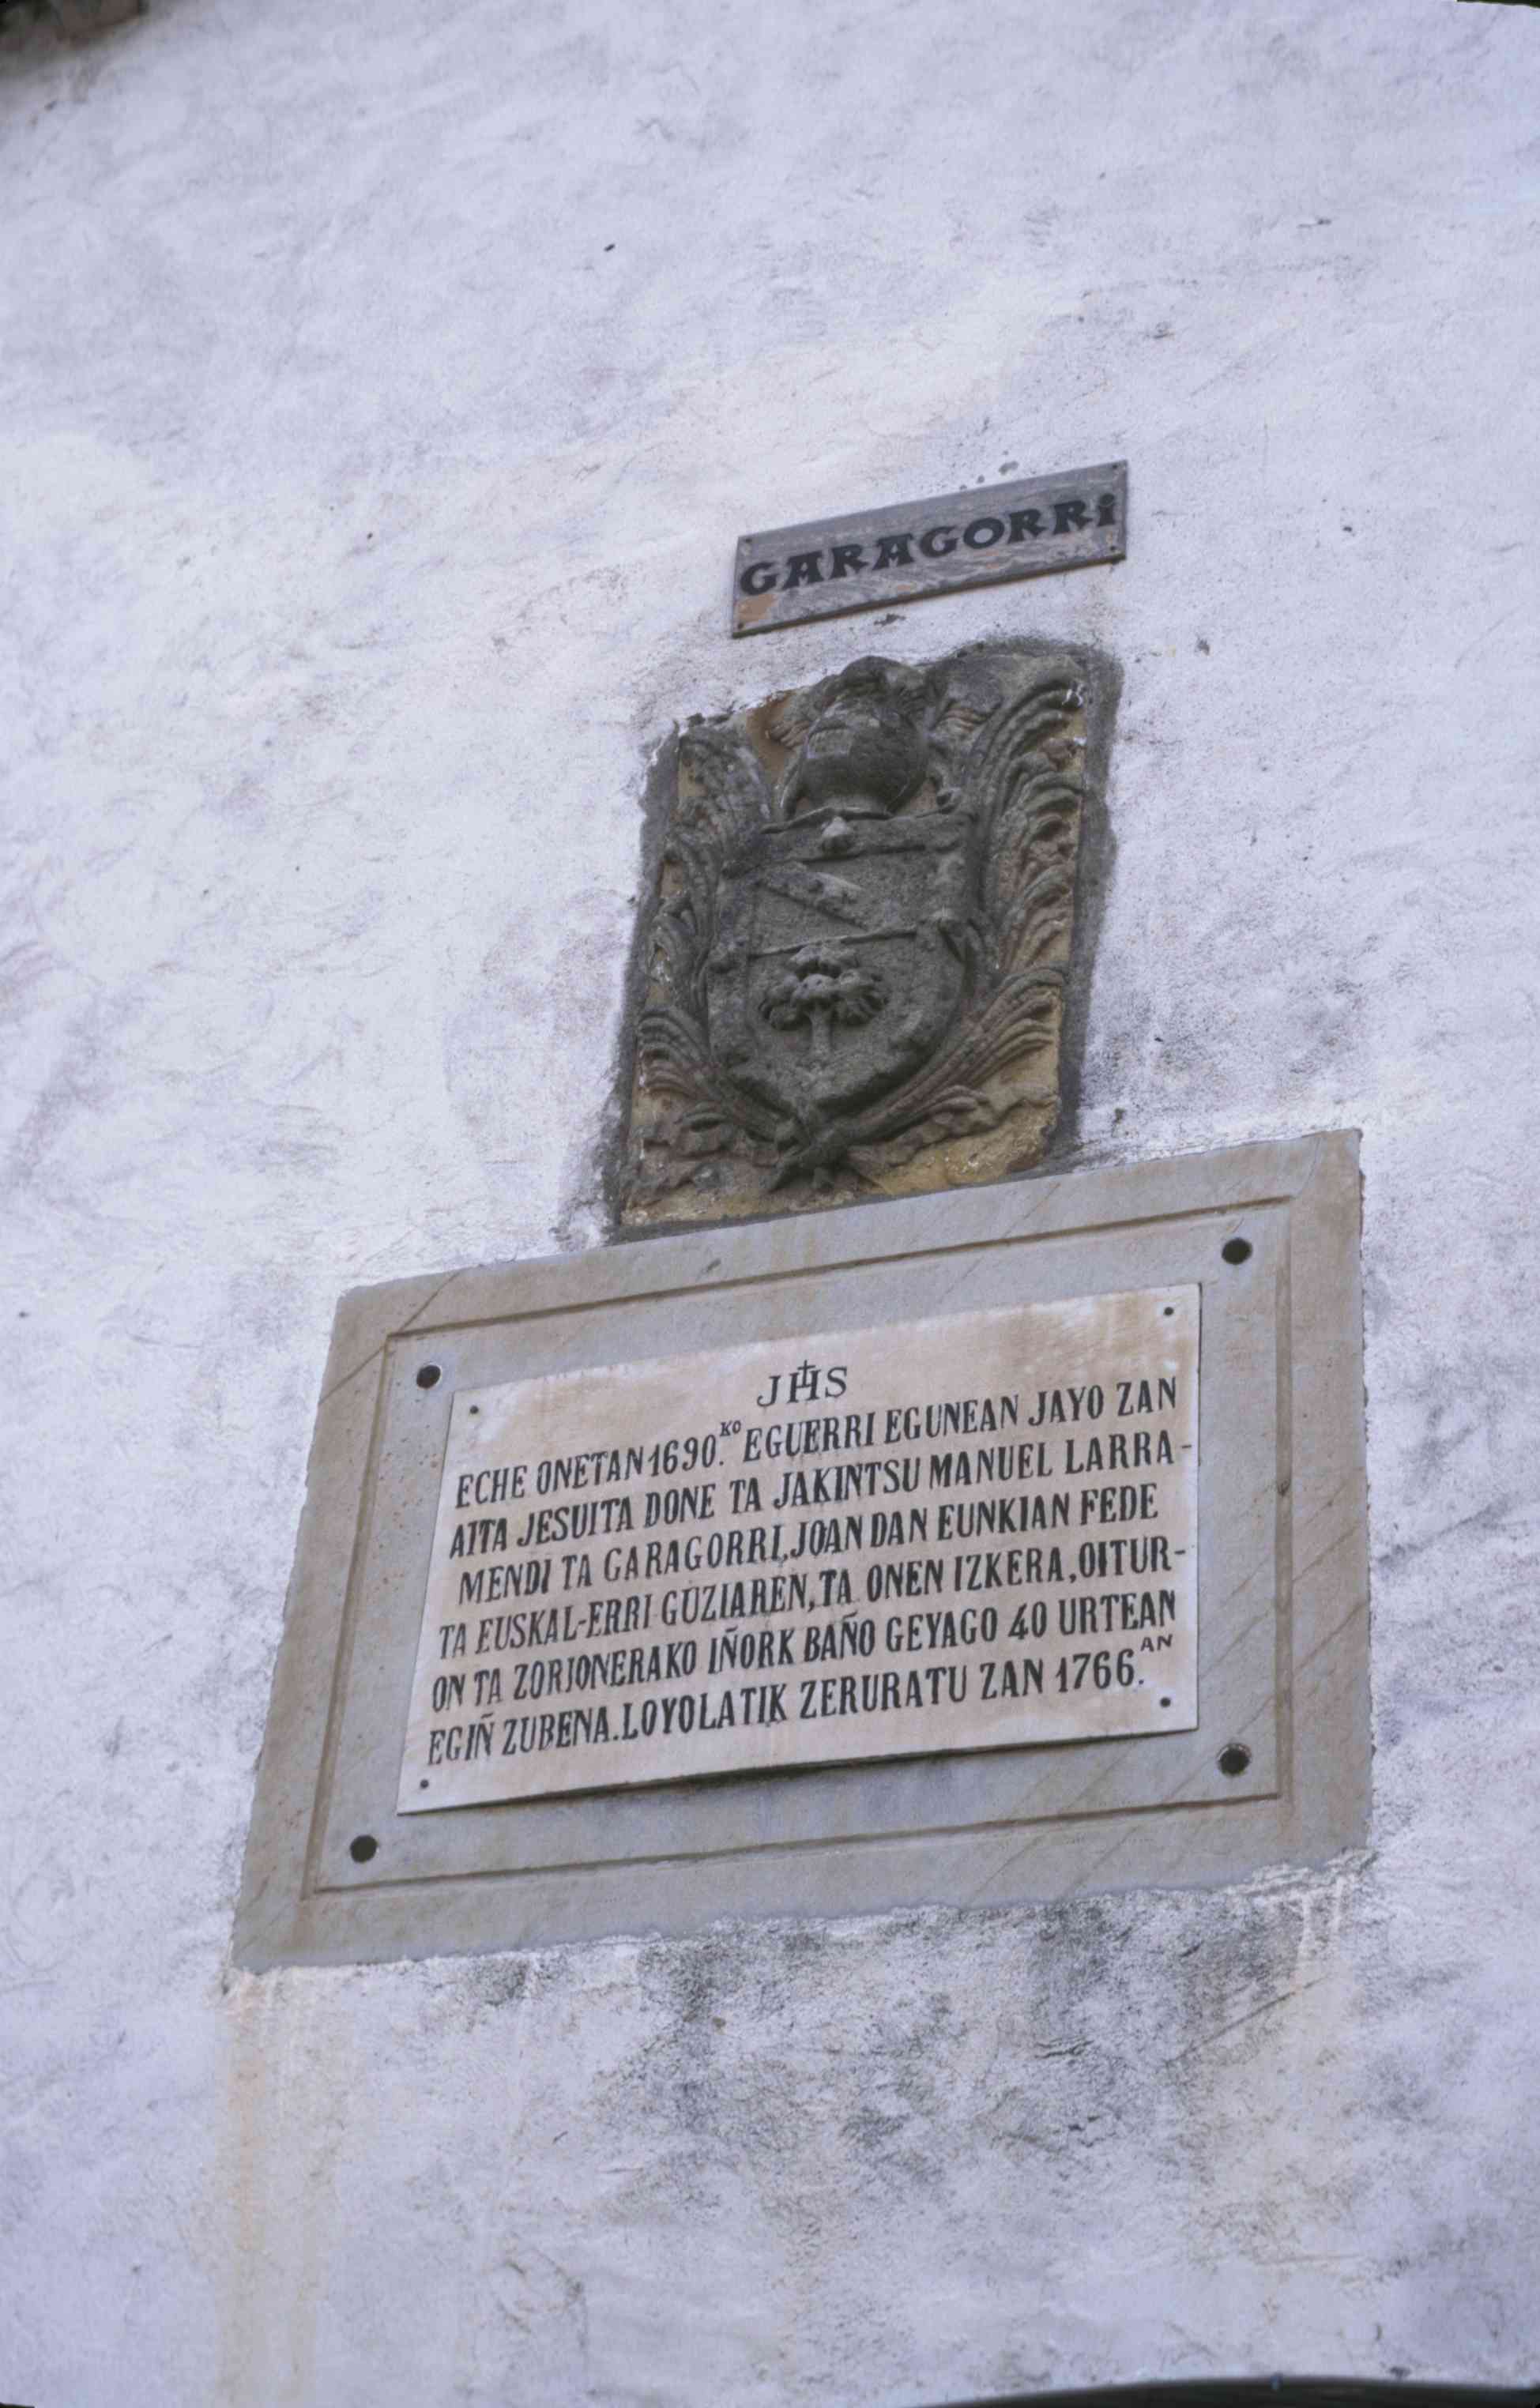 GARAGORRi
JHS
ECHE ONETAN 1690.KO EGUERRI EGUNEAN JAYO ZAN
AITA JESUITA DONE TA JAKINTSU MANUEL LARRA-
MENDI TA GARAGORRI, JOAN DAN EUNKIAN FEDE
TA EUSKAL-ERRI GUZIAREN, TA ONEN IZKERA, OITUR-
ON TA ZORIONERAKO IÑORK BAÑO GEYAGO 40 URTEAN
EGIÑ ZUBENA. LOYOLATIK ZERURATU ZAN 1766.AN